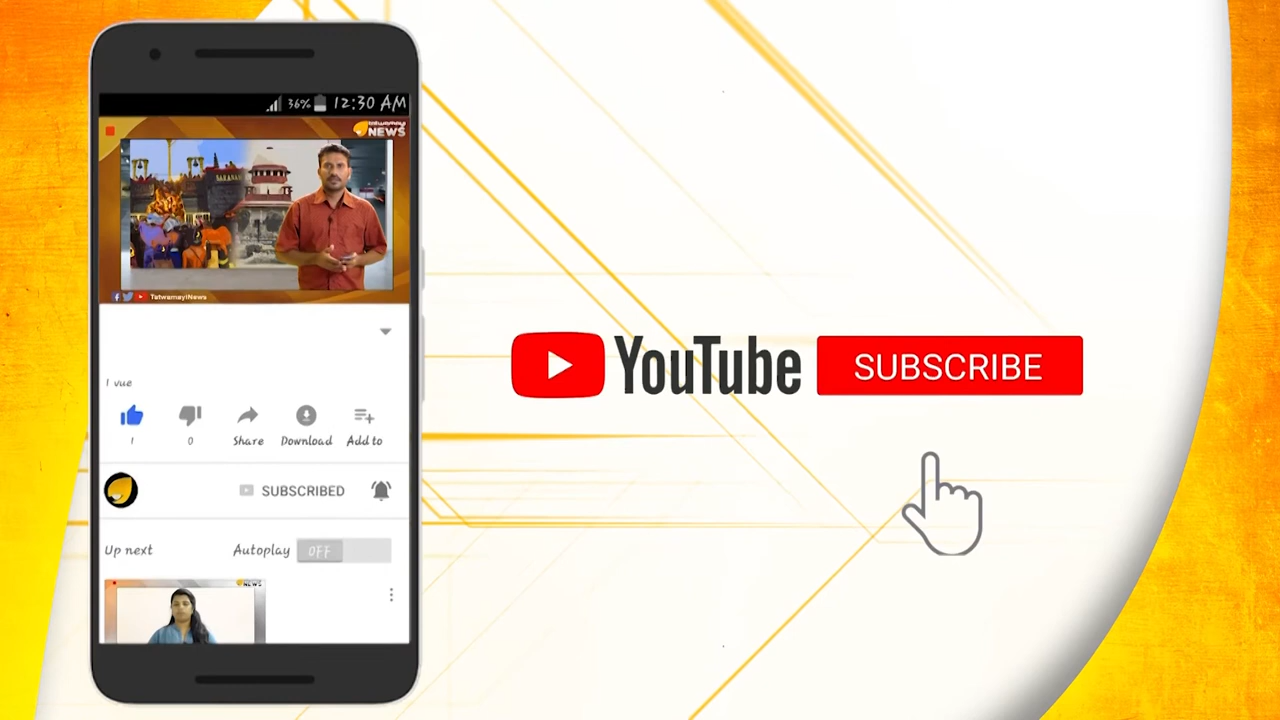 36% 12:30 AM
tatwamayi
NEWS
TatwamayiNews
1 vue
1 0 Share Download Add to
SUBSCRIBED
Up next Autoplay OFF
NEWS
YouTube SUBSCRIBE